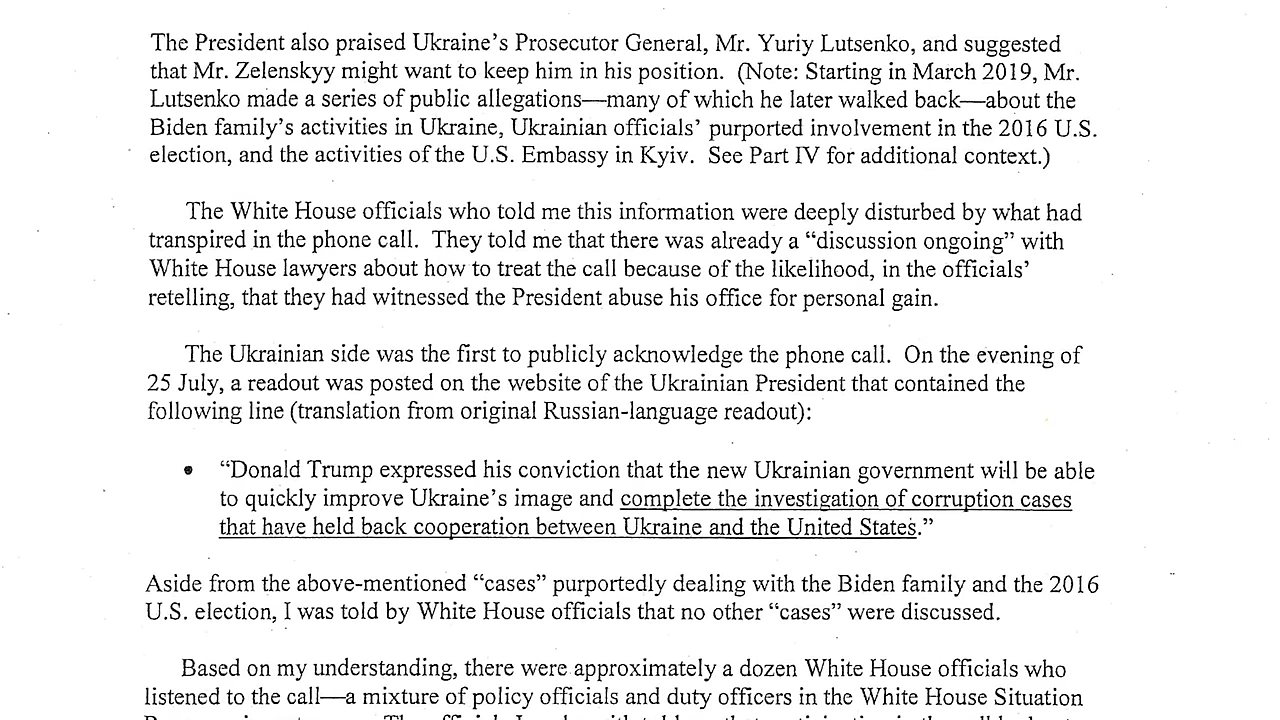 The President also praised Ukraine's Prosecutor General, Mr. Yuriy Lutsenko, and suggested
that Mr. Zelenskyy might want to keep him in his position.  (Note: Starting in March 2019, Mr.
Lutsenko made a series of public allegations—many of which he later walked back—about the
Biden family's activities in Ukraine, Ukrainian officials' purported involvement in the 2016 U.S.
election, and the activities of the U.S. Embassy in Kyiv.  See Part IV for additional context.)
The White House officials who told me this information were deeply disturbed by what had
transpired in the phone call.  They told me that there was already a “discussion ongoing” with
White House lawyers about how to treat the call because of the likelihood, in the officials'
retelling, that they had witnessed the President abuse his office for personal gain.
The Ukrainian side was the first to publicly acknowledge the phone call.  On the evening of
25 July, a readout was posted on the website of the Ukrainian President that contained the
following line (translation from original Russian-language readout):
• “Donald Trump expressed his conviction that the new Ukrainian government will be able
to quickly improve Ukraine's image and complete the investigation of corruption cases
that have held back cooperation between Ukraine and the United States.”
Aside from the above-mentioned “cases” purportedly dealing with the Biden family and the 2016
U.S. election, I was told by White House officials that no other “cases” were discussed.
Based on my understanding, there were approximately a dozen White House officials who
listened to the call—a mixture of policy officials and duty officers in the White House Situation